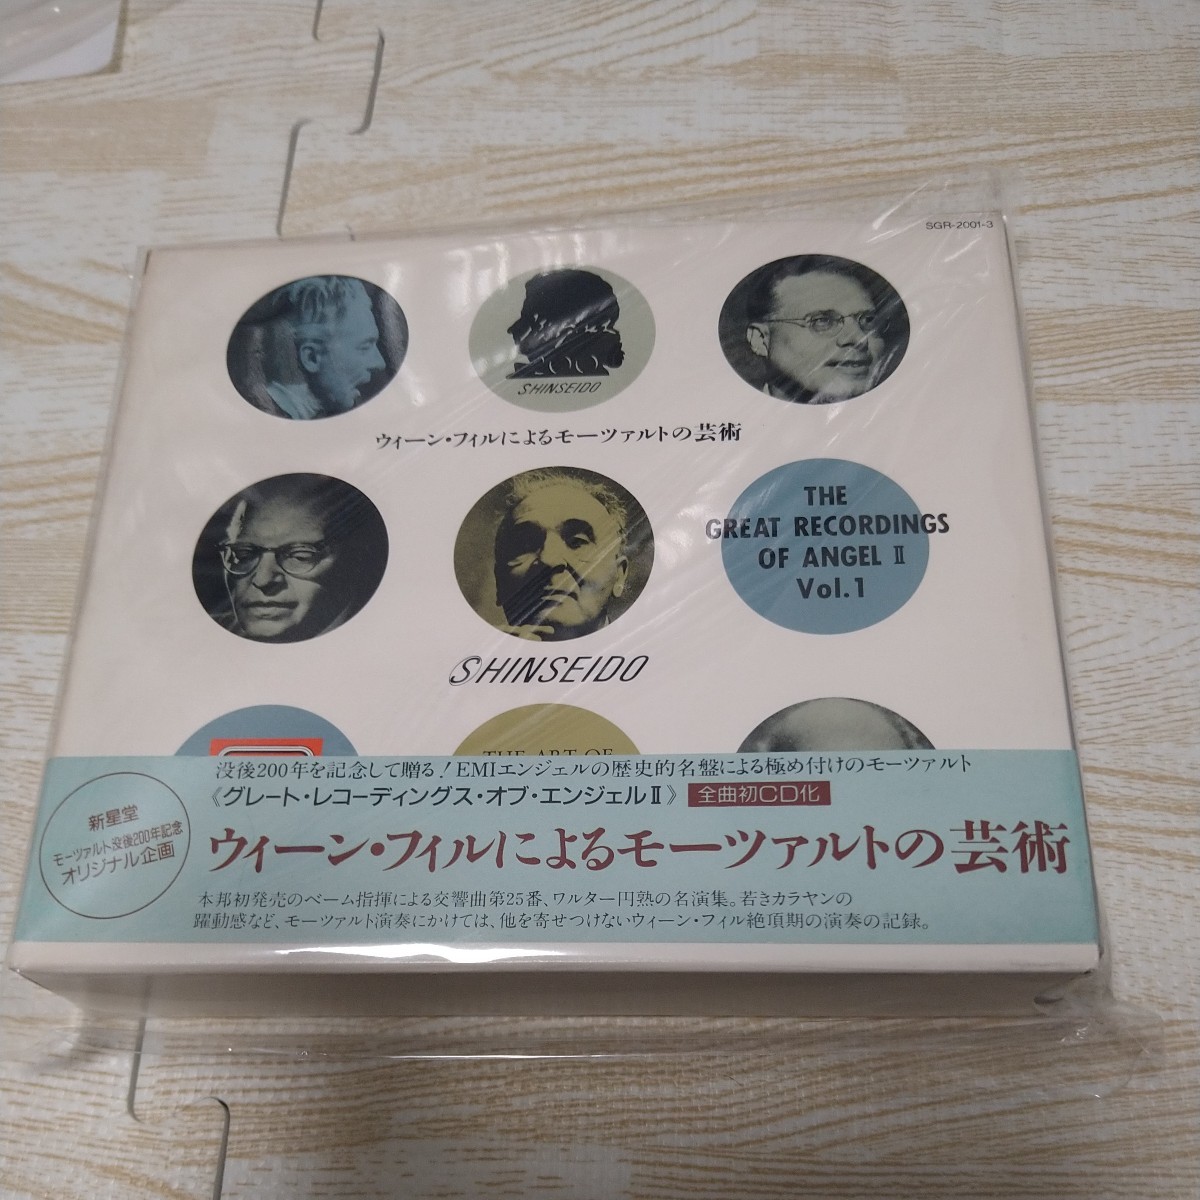 SGR-2001-3
SHINSEIDO
ウィーン・フィルによるモーツァルトの芸術
THE
GREAT RECORDINGS
OF ANGEL Ⅱ
Vol.1
SHINSEIDO
THE ART OF
没後200年を記念して贈る!EMIエンジェルの歴史的名盤による極め付けのモーツァルト
《グレート・レコーディングス・オブ・エンジェルⅡ》 全曲初CD化
新星堂
モーツァルト没後200年記念
オリジナル企画
ウィーン・フィルによるモーツァルトの芸術
本邦初発売のベーム指揮による交響曲第25番、ワルター円熟の名演集。若きカラヤンの
躍動感など、モーツァルト演奏にかけては、他を寄せつけないウィーン・フィル絶頂期の演奏の記録。